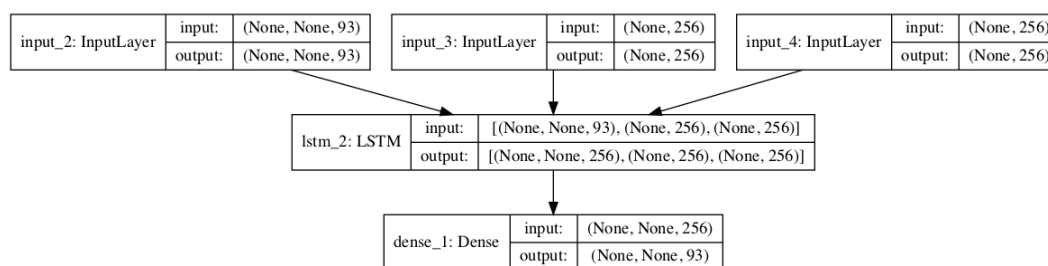 input_2: InputLayer input: (None, None, 93) output: (None, None, 93)
input_3: InputLayer input: (None, 256) output: (None, 256)
input_4: InputLayer input: (None, 256) output: (None, 256)
lstm_2: LSTM input: [(None, None, 93), (None, 256), (None, 256)] output: [(None, None, 256), (None, 256), (None, 256)]
dense_1: Dense input: (None, None, 256) output: (None, None, 93)